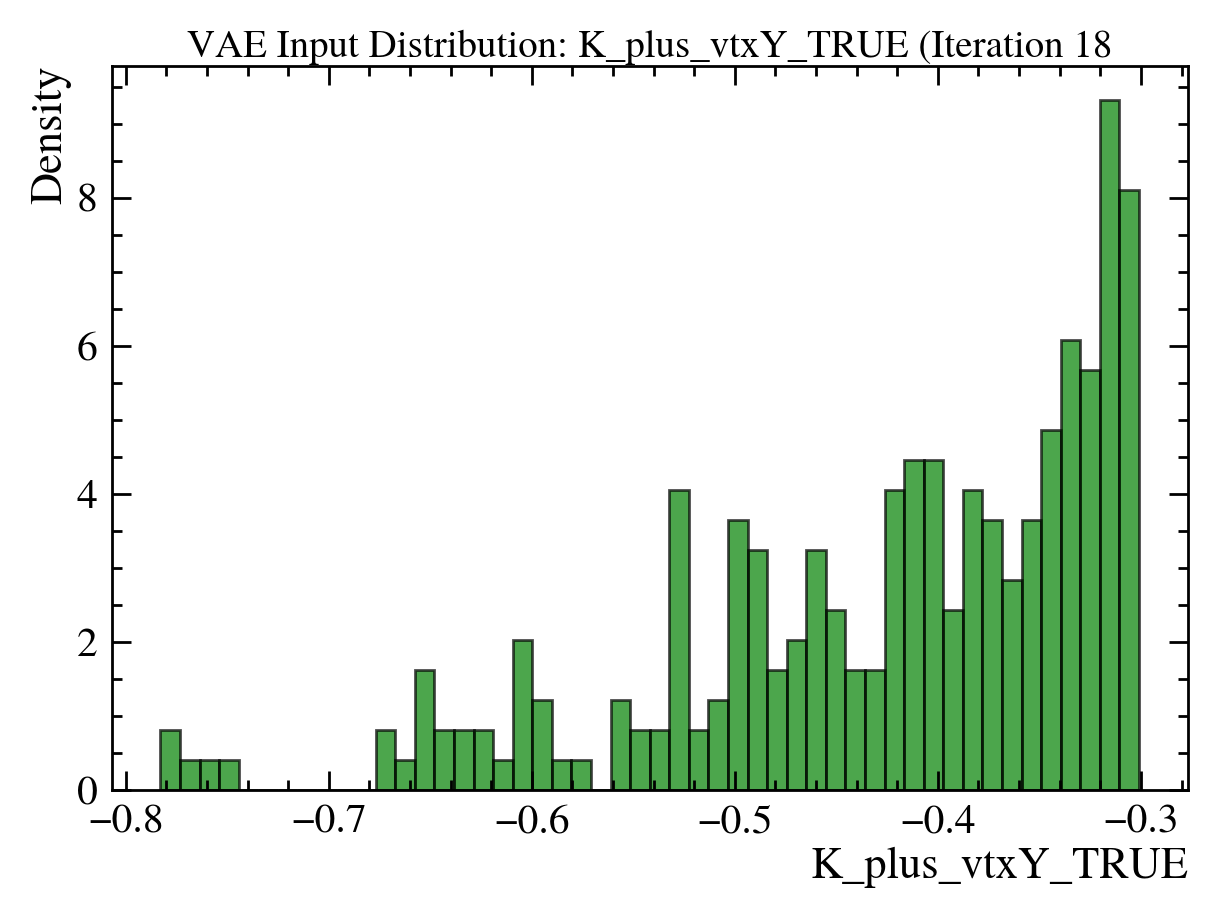 VAE Input Distribution: K_plus_vtxY_TRUE (Iteration 18
Density
8
6
4
2
0
−0.8 −0.7 −0.6 −0.5 −0.4 −0.3
K_plus_vtxY_TRUE